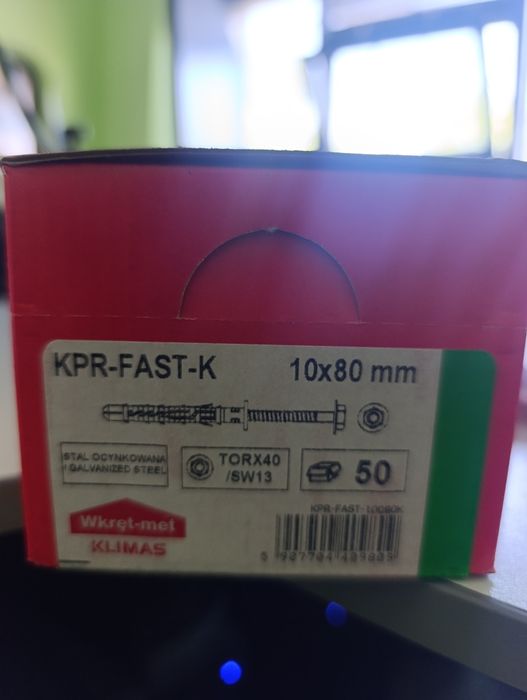 KPR-FAST-K 10x80 mm
STAL OCYNKOWANA
/ GALVANIZED STEEL
TORX40
/SW13
50
Wkręt-met
KLIMAS
KPR-FAST-10080K